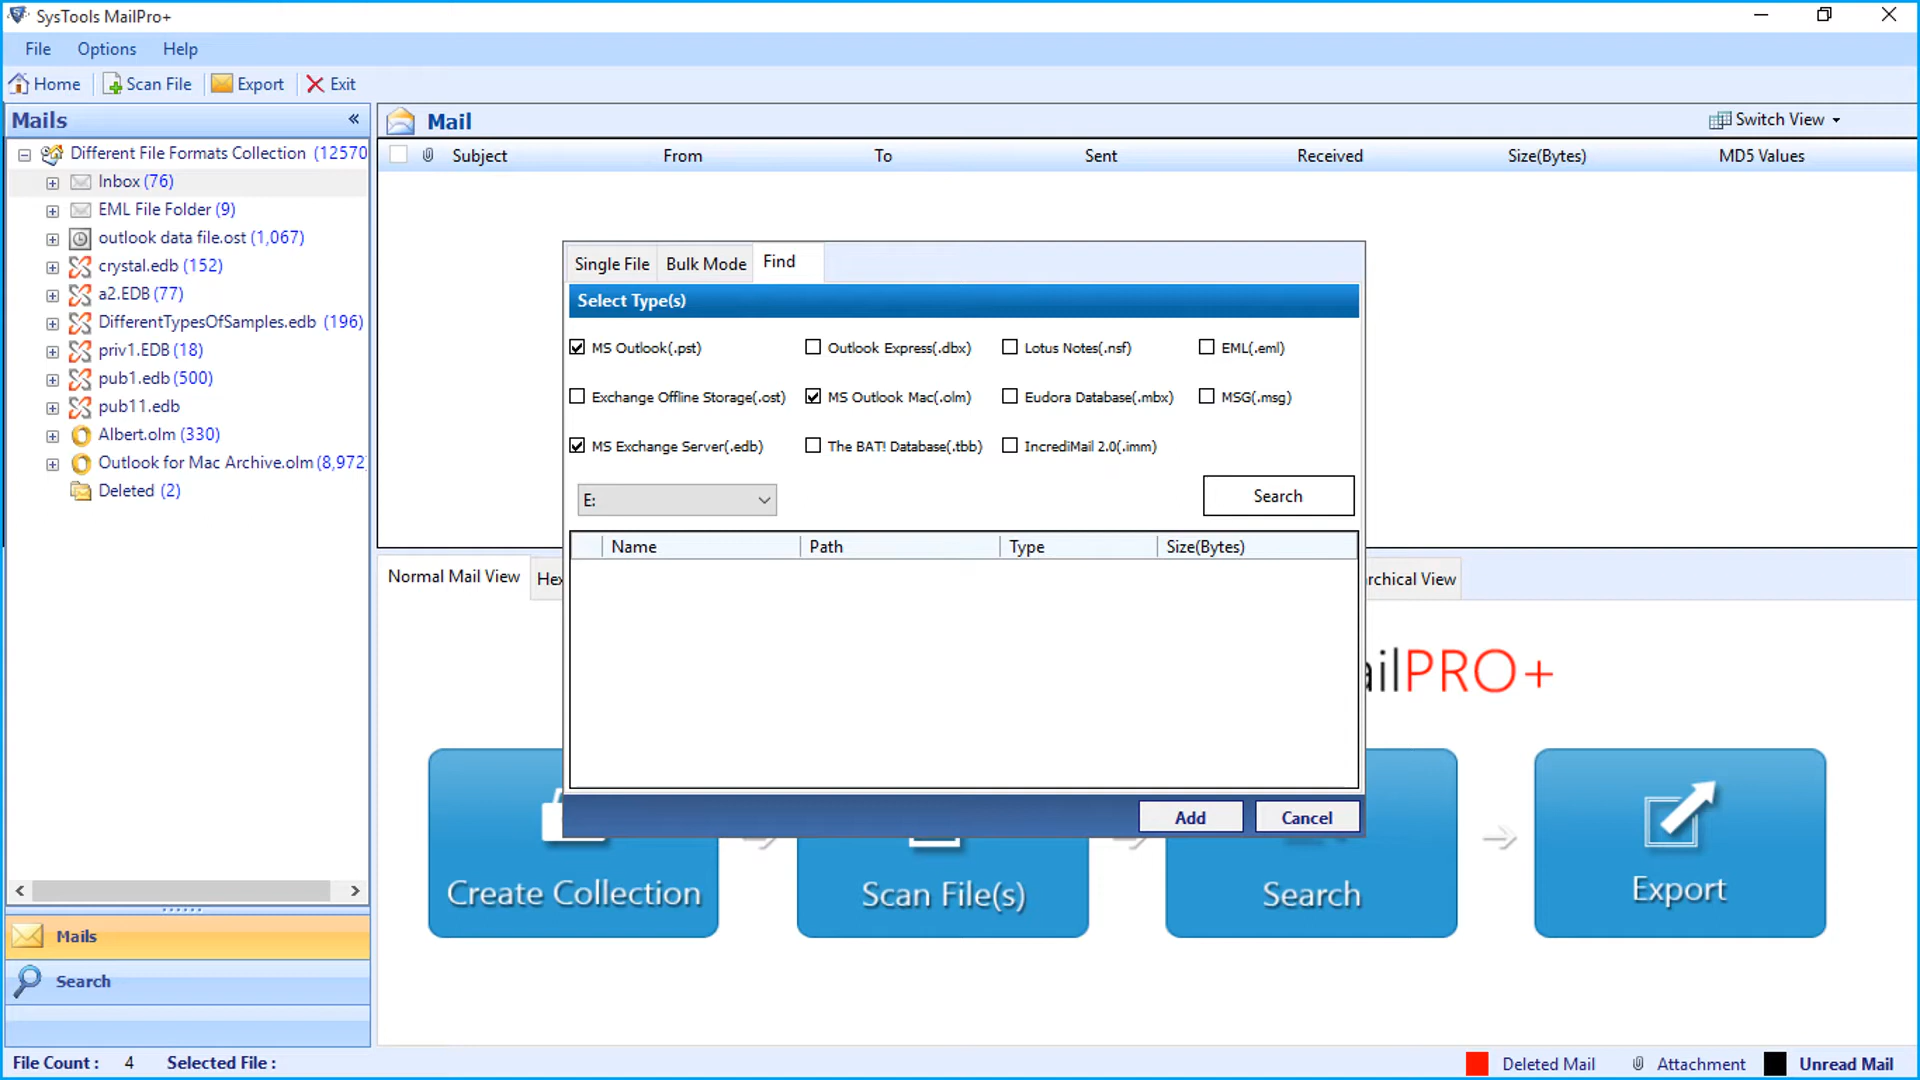 SysTools MailPro+
File Options Help
Home Scan File Export Exit
Mails «
Mail
Switch View
Different File Formats Collection (12570
Inbox (76)
EML File Folder (9)
outlook data file.ost (1,067)
crystal.edb (152)
a2.EDB (77)
DifferentTypesOfSamples.edb (196)
priv1.EDB (18)
pub1.edb (500)
pub11.edb
Albert.olm (330)
Outlook for Mac Archive.olm (8,972)
Deleted (2)
Subject From To Sent Received Size(Bytes) MD5 Values
Single File Bulk Mode Find
Select Type(s)
MS Outlook(.pst) Outlook Express(.dbx) Lotus Notes(.nsf) EML(.eml)
Exchange Offline Storage(.ost) MS Outlook Mac(.olm) Eudora Database(.mbx) MSG(.msg)
MS Exchange Server(.edb) The BAT! Database(.tbb) IncrediMail 2.0(.imm)
E: Search
Name Path Type Size(Bytes)
Add Cancel
Normal Mail View Hex rchical View
ailPRO+
Create Collection Scan File(s) Search Export
Mails
Search
File Count : 4 Selected File :
Deleted Mail Attachment Unread Mail